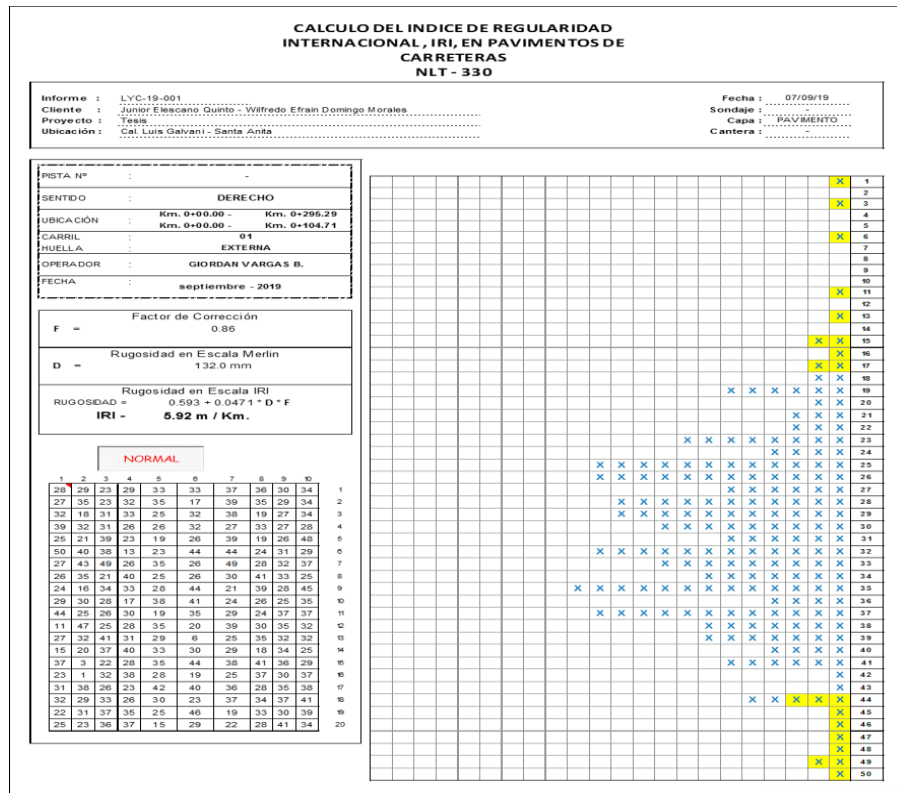 CALCULO DEL INDICE DE REGULARIDAD
INTERNACIONAL , IRI, EN PAVIMENTOS DE
CARRETERAS
NLT - 330
Informe : LYC-19-001
Cliente : Junior Elescano Quinto - Wilfredo Efrain Domingo Morales
Proyecto : Tesis
Ubicación : Cal. Luis Galvani - Santa Anita
Fecha : 07/09/19
Sondaje : -
Capa : PAVIMENTO
Cantera : -
PISTA Nº : -
SENTIDO : DERECHO
UBICACIÓN : Km. 0+00.00 - Km. 0+295.29
Km. 0+00.00 - Km. 0+104.71
CARRIL : 01
HUELLA : EXTERNA
OPERADOR : GIORDAN VARGAS B.
FECHA : septiembre - 2019
Factor de Corrección
F = 0.86
Rugosidad en Escala Merlin
D = 132.0 mm
Rugosidad en Escala IRI
RUGOSIDAD = 0.593 + 0.0471 * D * F
IRI - 5.92 m / Km.
NORMAL
1 2 3 4 5 6 7 8 9 10
28 29 23 29 33 33 37 36 30 34 1
27 35 23 32 35 17 39 35 29 34 2
32 18 31 33 25 32 38 19 27 34 3
39 32 31 26 26 32 27 33 27 28 4
25 21 39 23 19 26 39 19 26 48 5
50 40 38 13 23 44 44 24 31 29 6
27 43 49 26 35 26 49 28 32 37 7
26 35 21 40 25 26 30 41 33 25 8
24 16 34 33 28 44 21 39 28 45 9
29 30 28 17 38 41 24 26 25 35 10
44 25 26 30 19 35 29 24 37 37 11
11 47 25 28 35 20 39 30 35 32 12
27 32 41 31 29 6 25 35 32 32 13
15 20 37 40 33 30 29 18 34 25 14
37 3 22 28 35 44 38 41 36 29 15
23 1 32 38 28 19 25 37 30 37 16
31 38 26 23 42 40 36 28 35 38 17
32 29 33 26 30 23 37 34 37 41 18
22 31 37 35 25 46 19 33 30 39 19
25 23 36 37 15 29 22 28 41 34 20
1
2
3
4
5
6
7
8
9
10
11
12
13
14
15
16
17
18
19
20
21
22
23
24
25
26
27
28
29
30
31
32
33
34
35
36
37
38
39
40
41
42
43
44
45
46
47
48
49
50